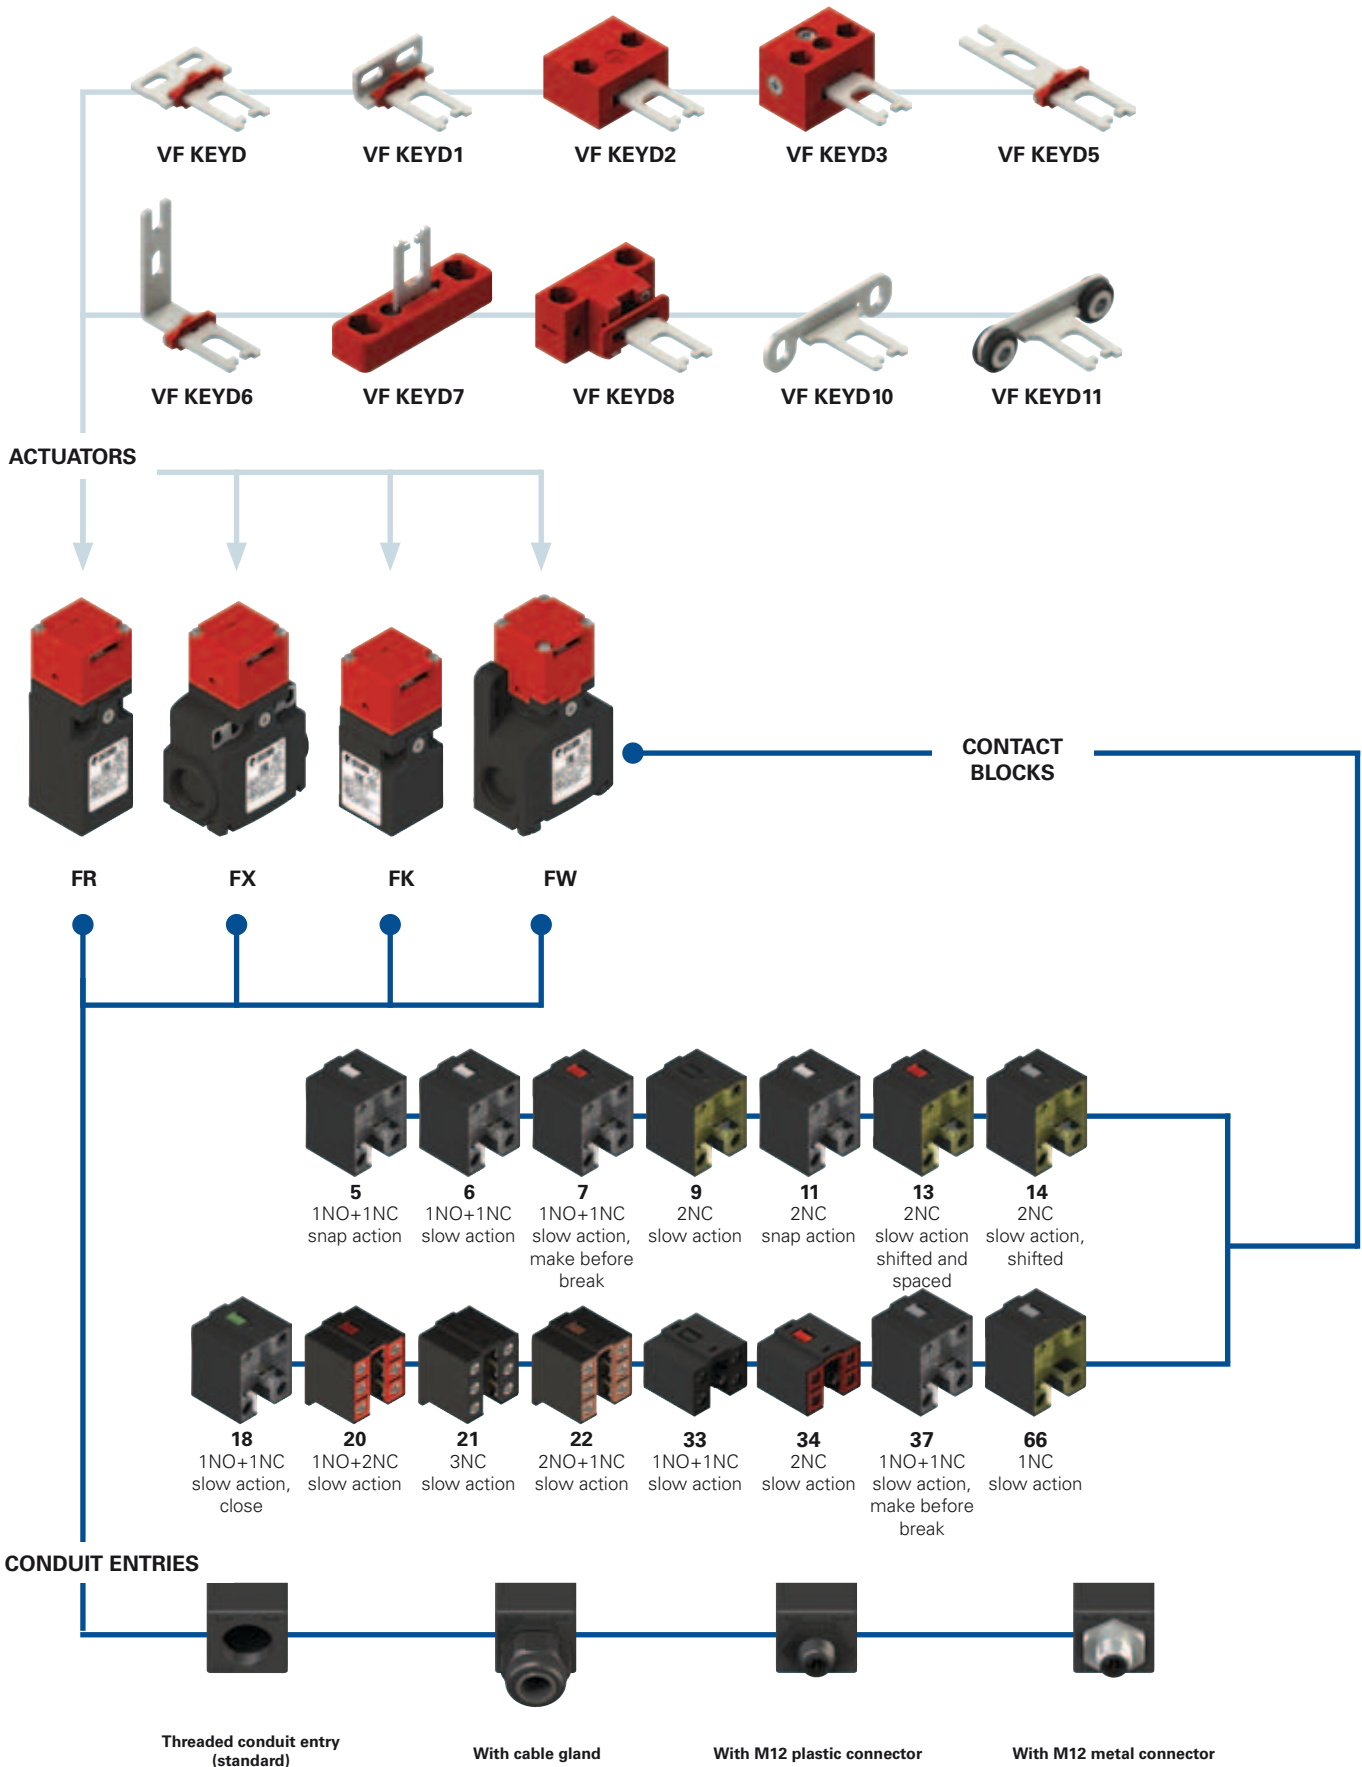 VF KEYD
VF KEYD1
VF KEYD2
VF KEYD3
VF KEYD5
VF KEYD6
VF KEYD7
VF KEYD8
VF KEYD10
VF KEYD11
ACTUATORS
CONTACT
BLOCKS
FR
FX
FK
FW
5
1NO+1NC
snap action
6
1NO+1NC
slow action
7
1NO+1NC
slow action,
make before
break
9
2NC
slow action
11
2NC
snap action
13
2NC
slow action
shifted and
spaced
14
2NC
slow action,
shifted
18
1NO+1NC
slow action,
close
20
1NO+2NC
slow action
21
3NC
slow action
22
2NO+1NC
slow action
33
1NO+1NC
slow action
34
2NC
slow action
37
1NO+1NC
slow action,
make before
break
66
1NC
slow action
CONDUIT ENTRIES
Threaded conduit entry
(standard)
With cable gland
With M12 plastic connector
With M12 metal connector